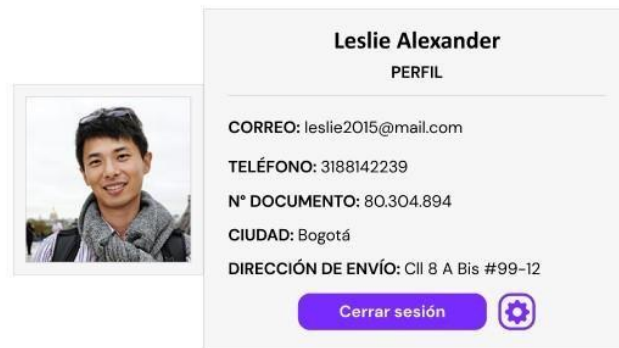 Leslie Alexander
PERFIL
CORREO: leslie2015@mail.com
TELÉFONO: 3188142239
N° DOCUMENTO: 80.304.894
CIUDAD: Bogotá
DIRECCIÓN DE ENVÍO: Cll 8 A Bis #99-12
Cerrar sesión